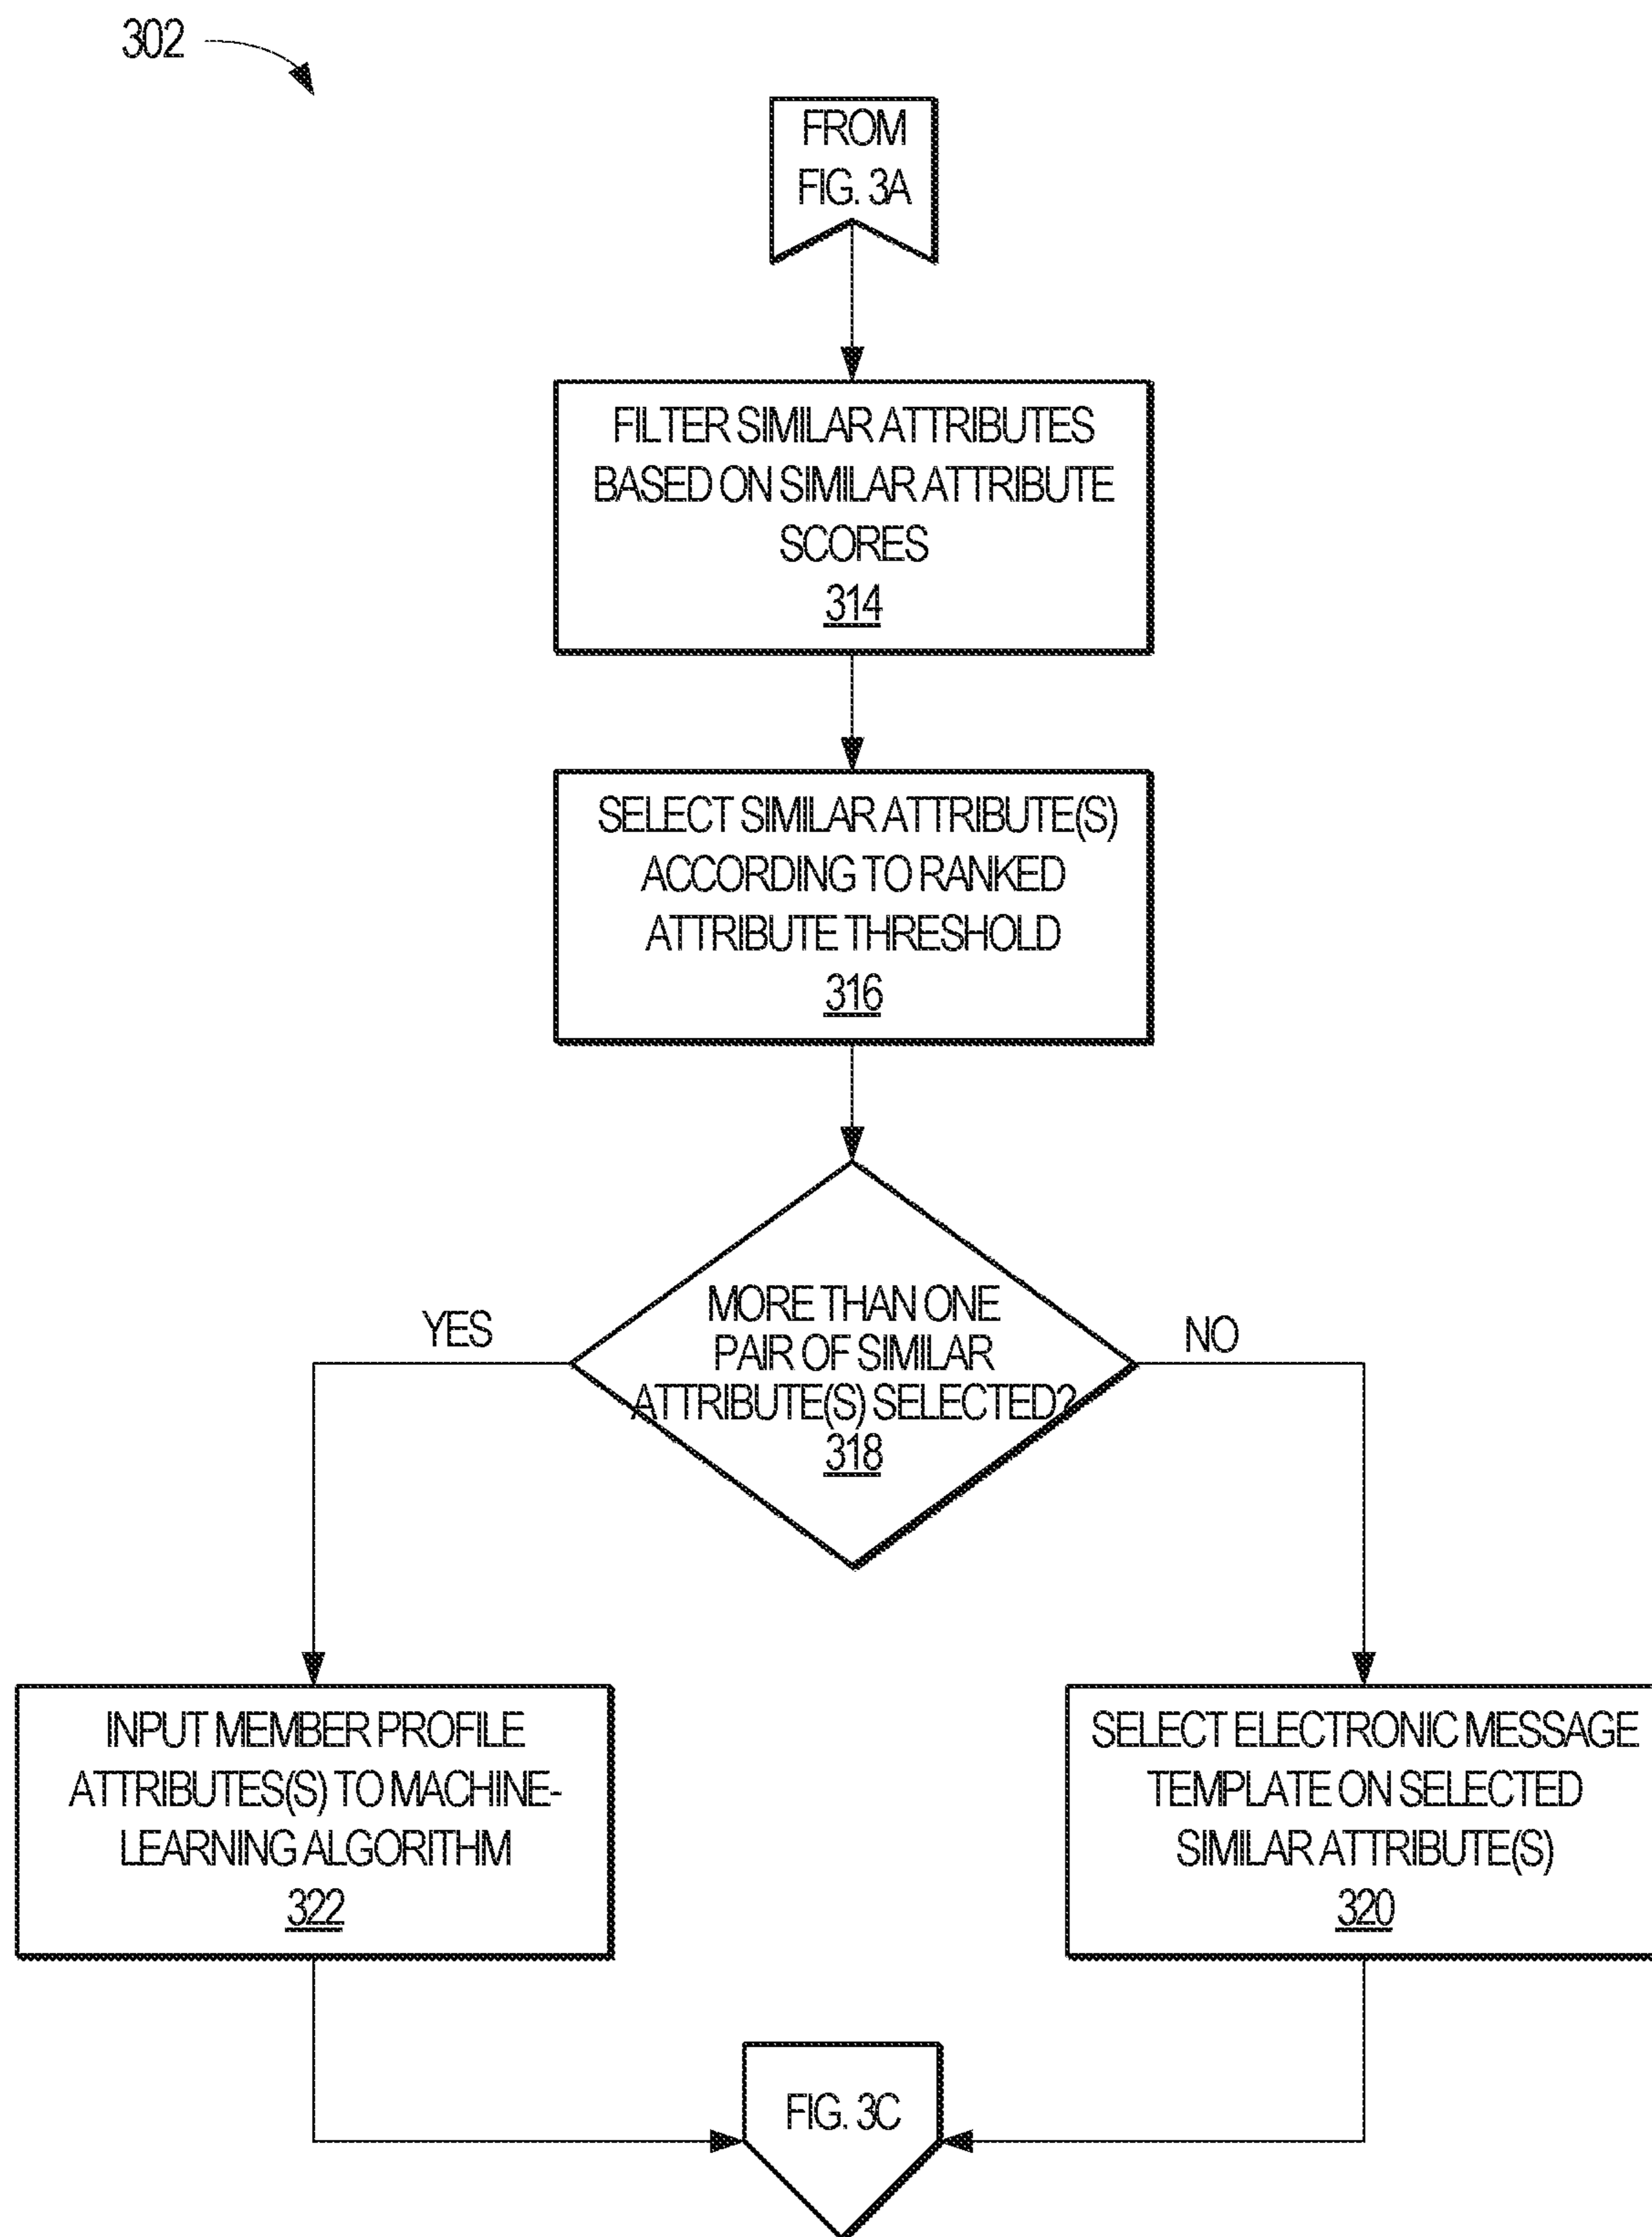 302
FROM
FIG. 3A
FILTER SIMILAR ATTRIBUTES
BASED ON SIMILAR ATTRIBUTE
SCORES
314
SELECT SIMILAR ATTRIBUTE(S)
ACCORDING TO RANKED
ATTRIBUTE THRESHOLD
316
MORE THAN ONE
PAIR OF SIMILAR
ATTRIBUTE(S) SELECTED?
318
YES
NO
INPUT MEMBER PROFILE
ATTRIBUTES(S) TO MACHINE-
LEARNING ALGORITHM
322
SELECT ELECTRONIC MESSAGE
TEMPLATE ON SELECTED
SIMILAR ATTRIBUTE(S)
320
FIG. 3C